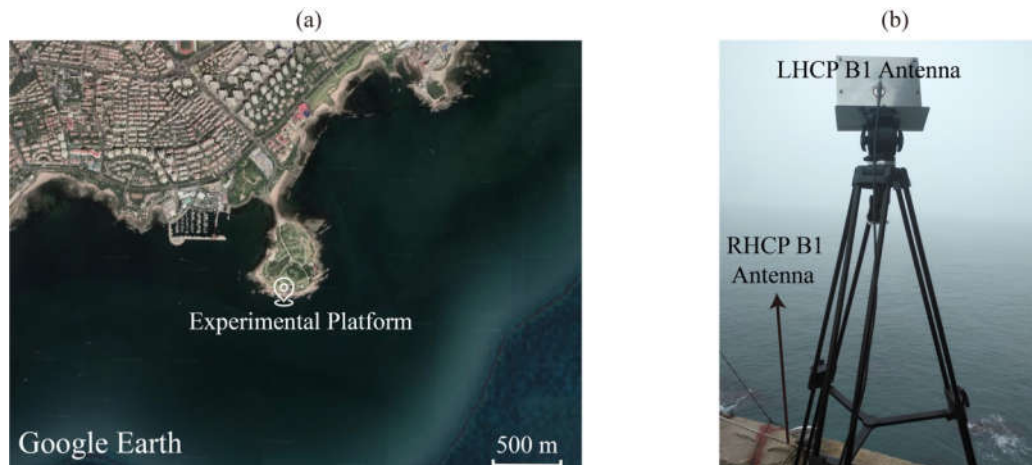 (a)
Experimental Platform
Google Earth
500 m
(b)
LHCP B1 Antenna
RHCP B1
Antenna